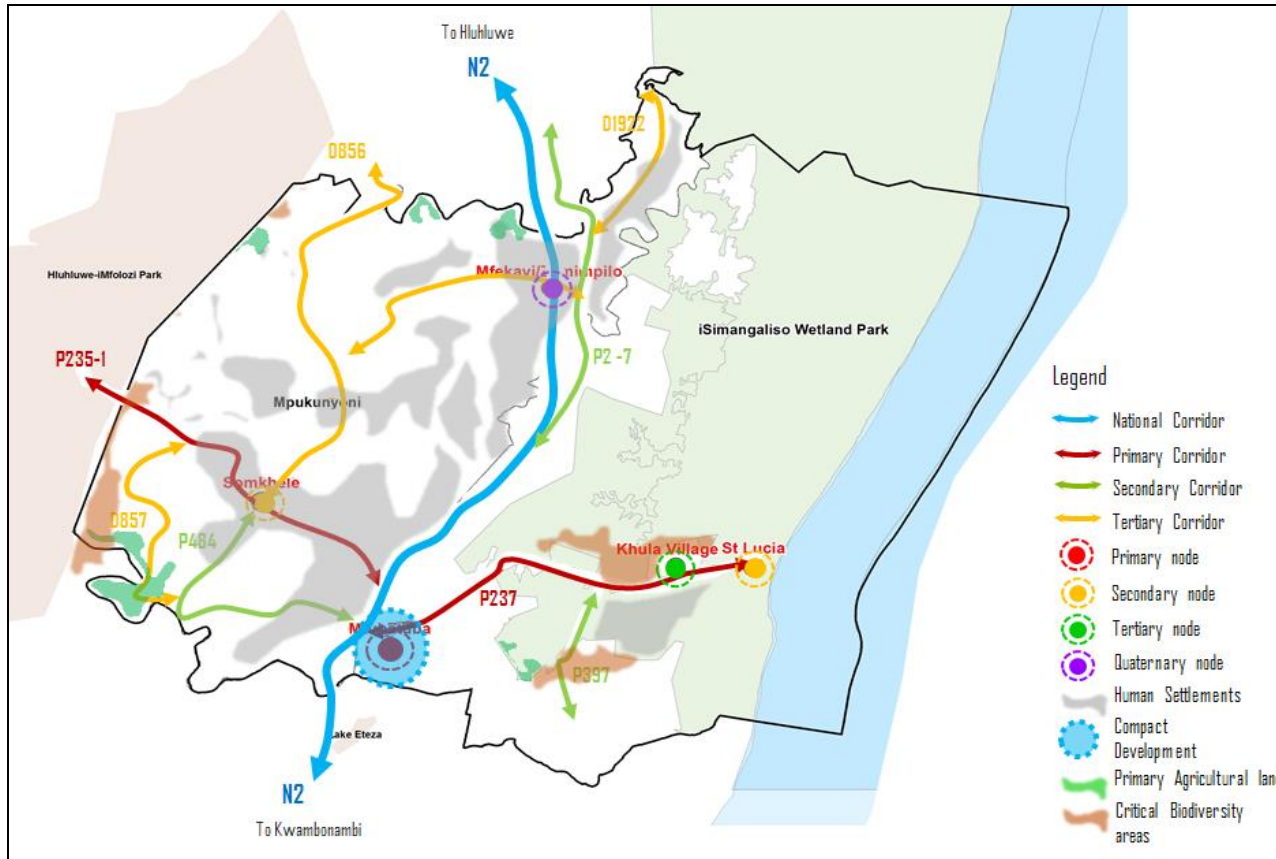 To Hluhluwe
N2
D1922
D856
Hluhluwe-iMfolozi Park
iSimangaliso Wetland Park
P235-1
P2 -7
Mpukunyoni
Somkhele
D857
P484
Khula Village St Lucia
P237
P397
Lake Eteza
N2
To Kwambonambi
Legend
National Corridor
Primary Corridor
Secondary Corridor
Tertiary Corridor
Primary node
Secondary node
Tertiary node
Quaternary node
Human Settlements
Compact
Development
Primary Agricultural lan
Critical Biodiversity
areas